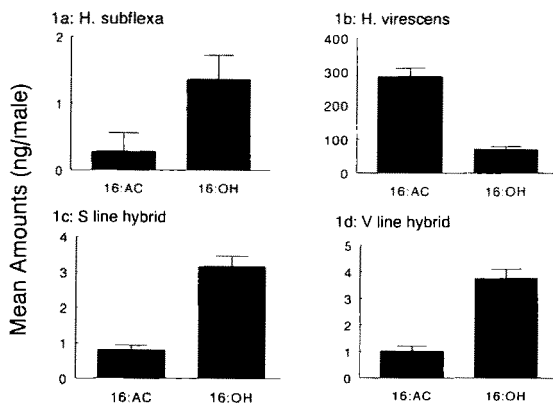 1a: H. subflexa
2
1
0
16:AC 16:OH
1b: H. virescens
400
300
200
100
0
16:AC 16:OH
Mean Amounts (ng/male)
1c: S line hybrid
4
3
2
1
0
16:AC 16:OH
1d: V line hybrid
5
4
3
2
1
0
16:AC 16:OH